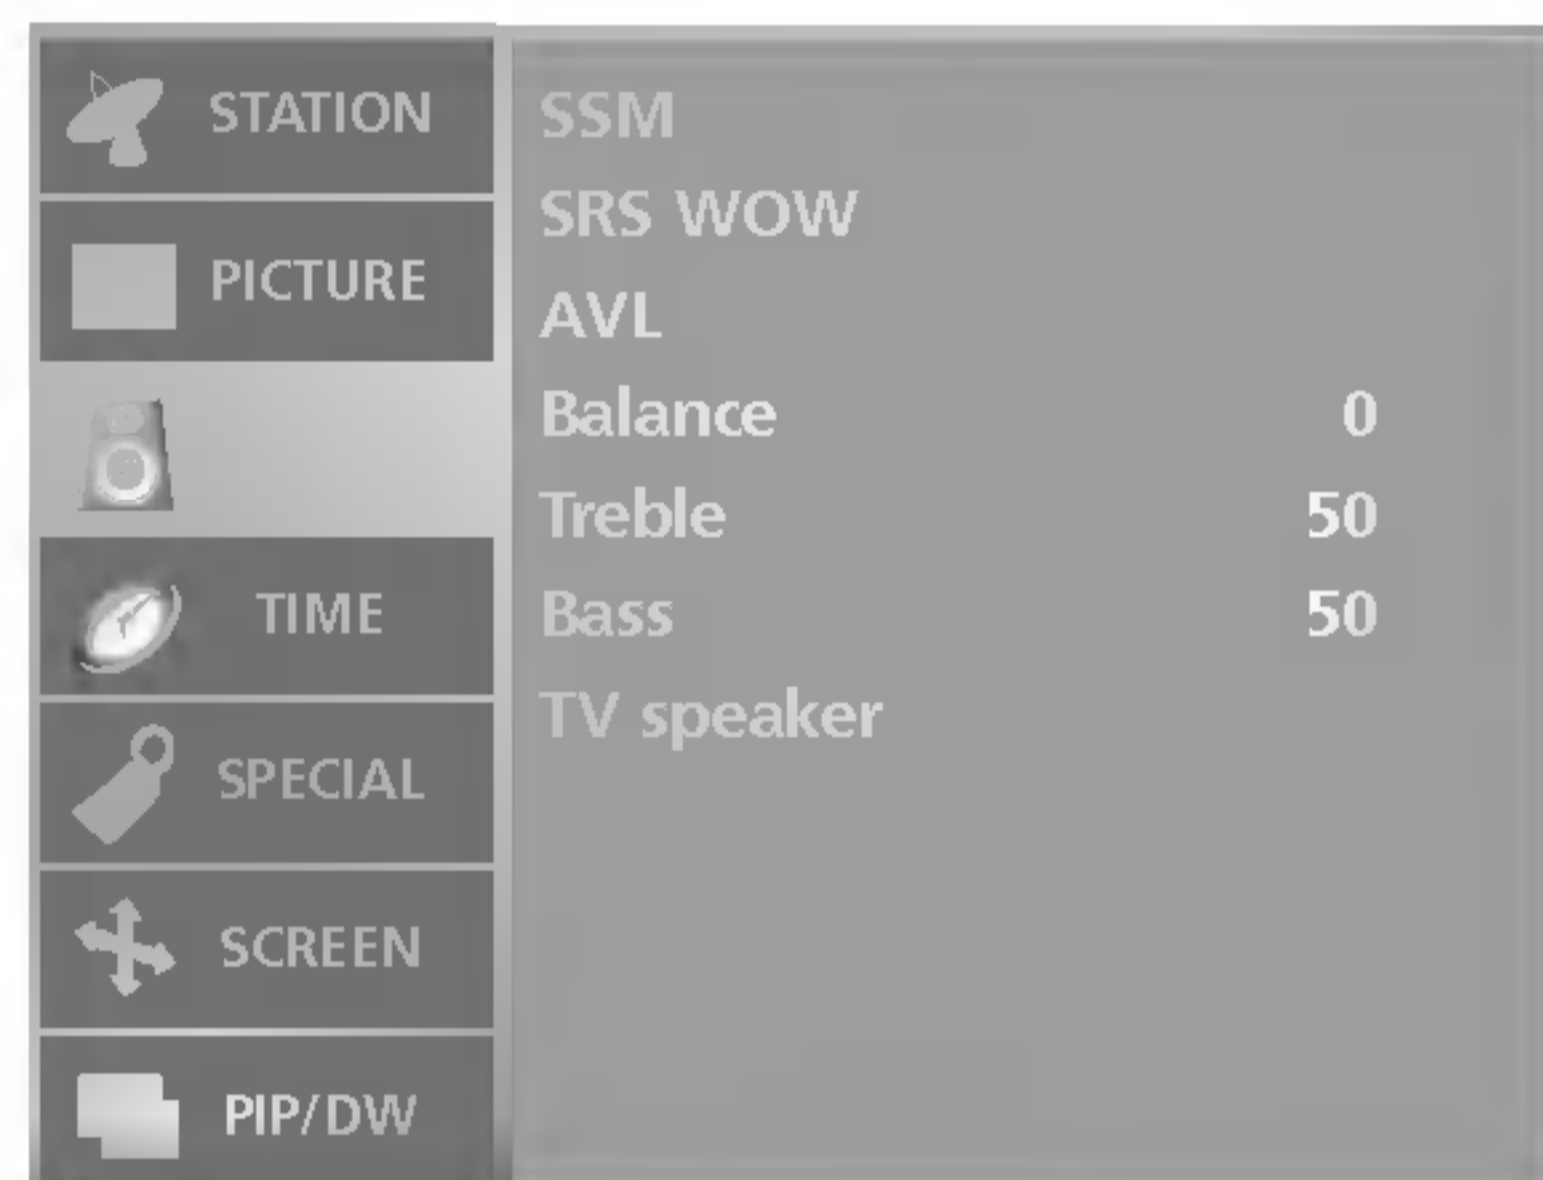 STATION
PICTURE
TIME
SPECIAL
SCREEN
PIP/DW
SSM
SRS WOW
AVL
Balance 0
Treble 50
Bass 50
TV speaker